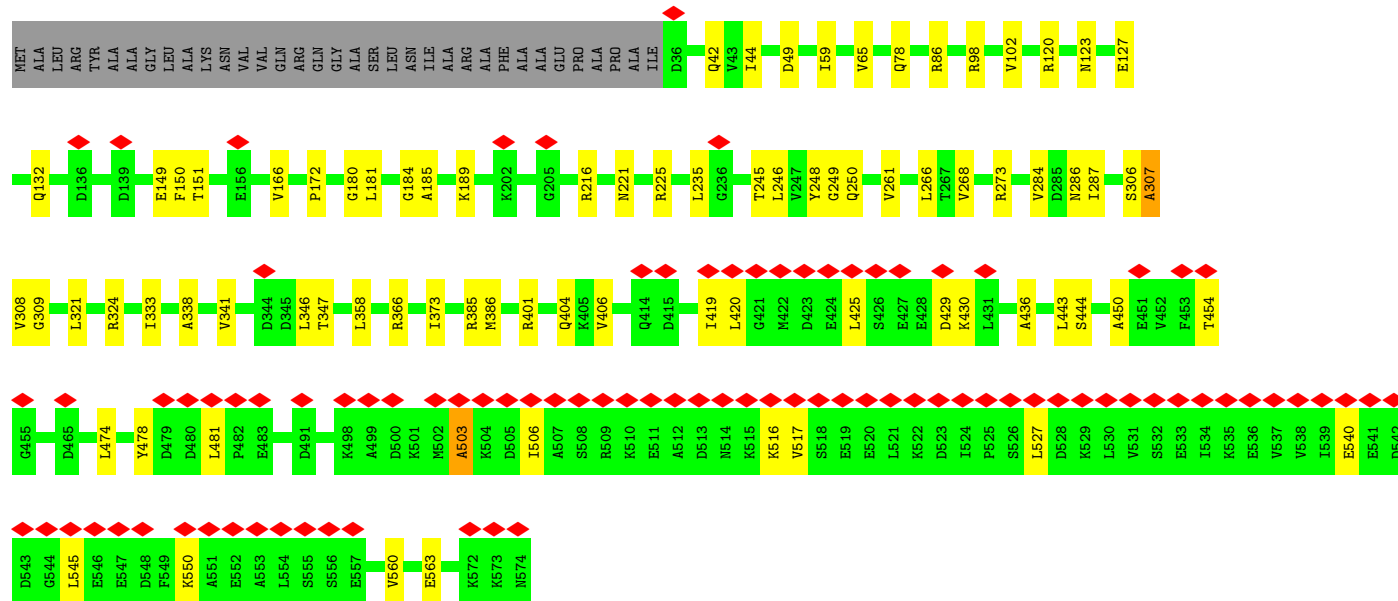 MET ALA LEU ARG TYR ALA ALA GLY LEU ALA LYS ASN VAL VAL GLN ARG GLN GLY ALA SER LEU ASN ILE ALA ARG ALA PHE ALA ALA GLU PRO ALA PRO ALA ILE D36 Q42 V43 I44 D49 I59 V65 Q78 R86 R98 V102 R120 N123 E127
Q132 D136 D139 E149 F150 T151 E156 V166 P172 G180 L181 G184 A185 K189 K202 G205 R216 N221 R225 L235 G236 T245 L246 V247 Y248 G249 Q250 V261 L266 F267 V268 R273 V284 D285 N286 I287 S306 A307
V308 G309 L321 R324 I333 A338 V341 D344 D345 L346 T347 L358 R366 I373 R385 M386 R401 Q404 K405 V406 Q414 D415 I419 L420 G421 M422 D423 E424 L425 S426 E427 E428 D429 K430 L431 A436 L443 S444 A450 E451 V452 F453 T454
G455 D465 L474 Y478 D479 D480 L481 P482 E483 D491 K498 A499 D500 K501 M502 A503 K504 D505 I506 A507 S508 R509 K510 E511 A512 D513 N514 K515 K516 V517 S518 E519 E520 L521 K522 D523 I524 P525 S526 L527 D528 K529 L530 V531 S532 E533 I534 K535 E536 V537 V538 I539 E540 E541 D542
D543 G544 L545 E546 E547 D548 F549 K550 A551 E552 A553 L554 S555 S556 E557 V560 E563 K572 K573 N574